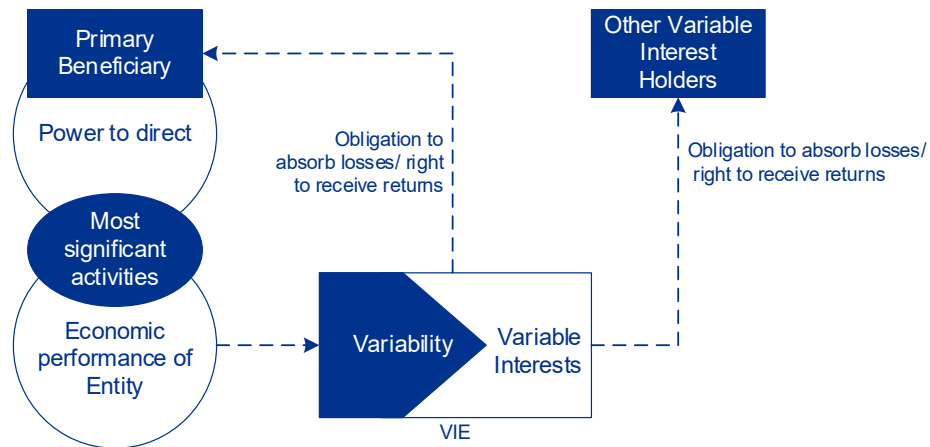 Primary
Beneficiary
Power to direct
Most
significant
activities
Economic
performance of
Entity
Obligation to
absorb losses/ right
to receive returns
Variability
Variable
Interests
VIE
Other Variable
Interest
Holders
Obligation to absorb losses/
right to receive returns